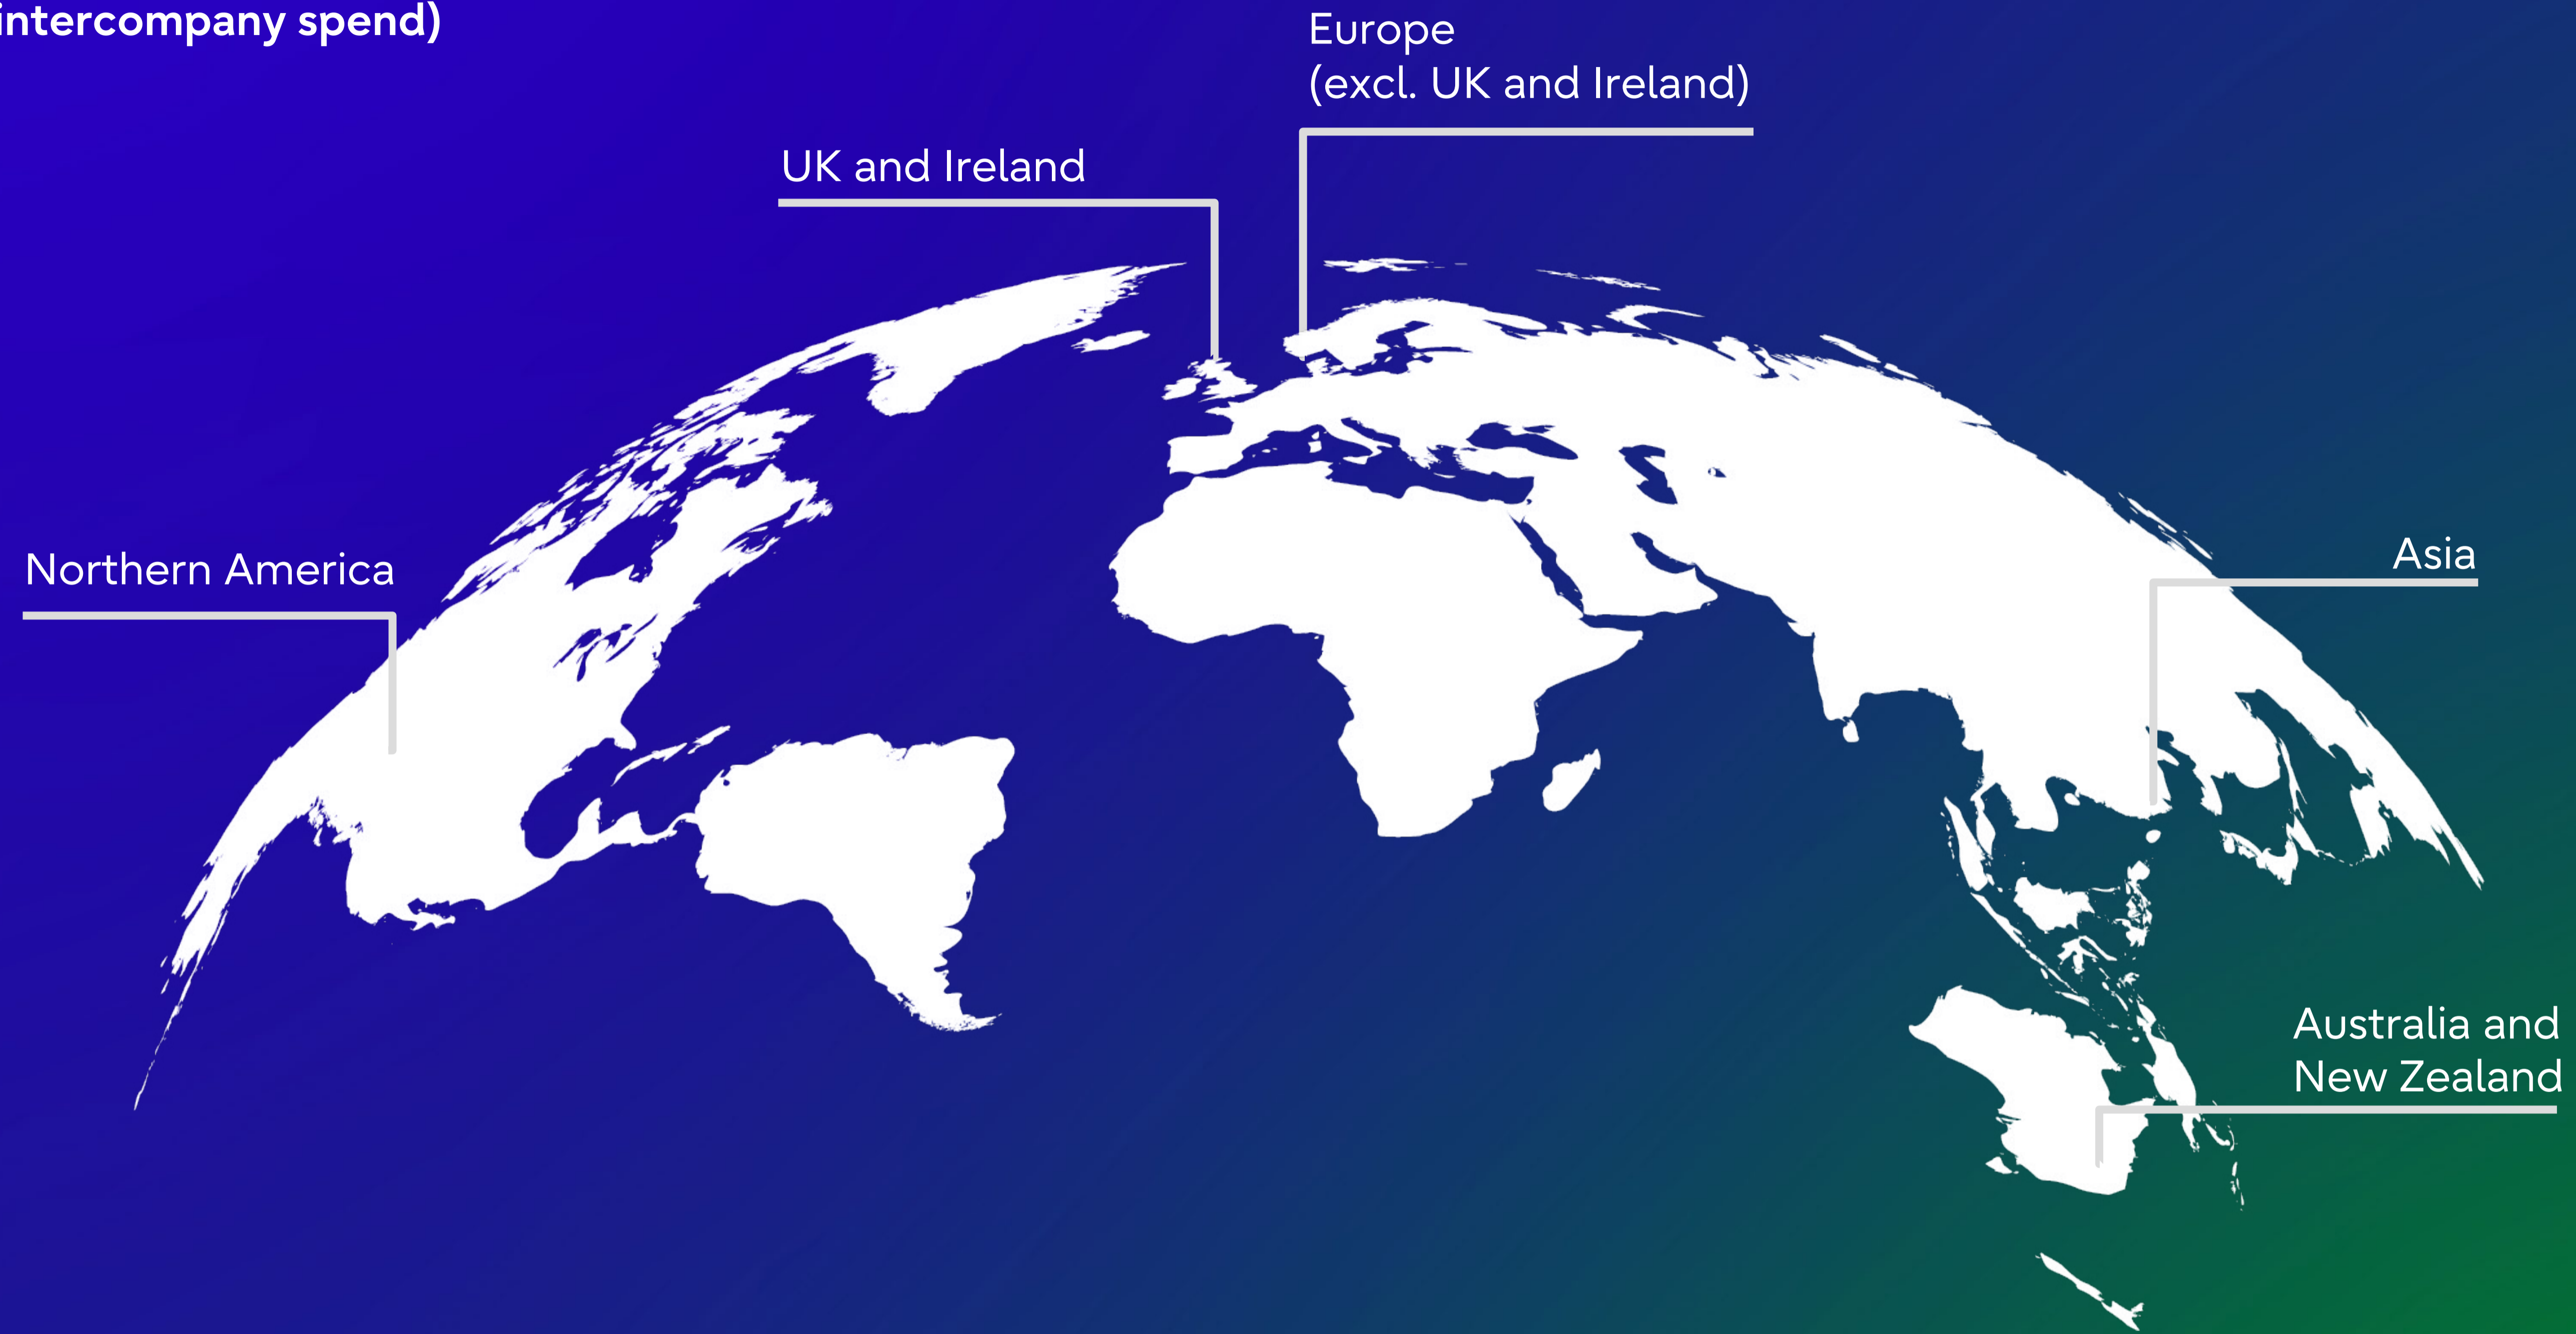 intercompany spend)
Europe
(excl. UK and Ireland)
UK and Ireland
Northern America
Asia
Australia and
New Zealand